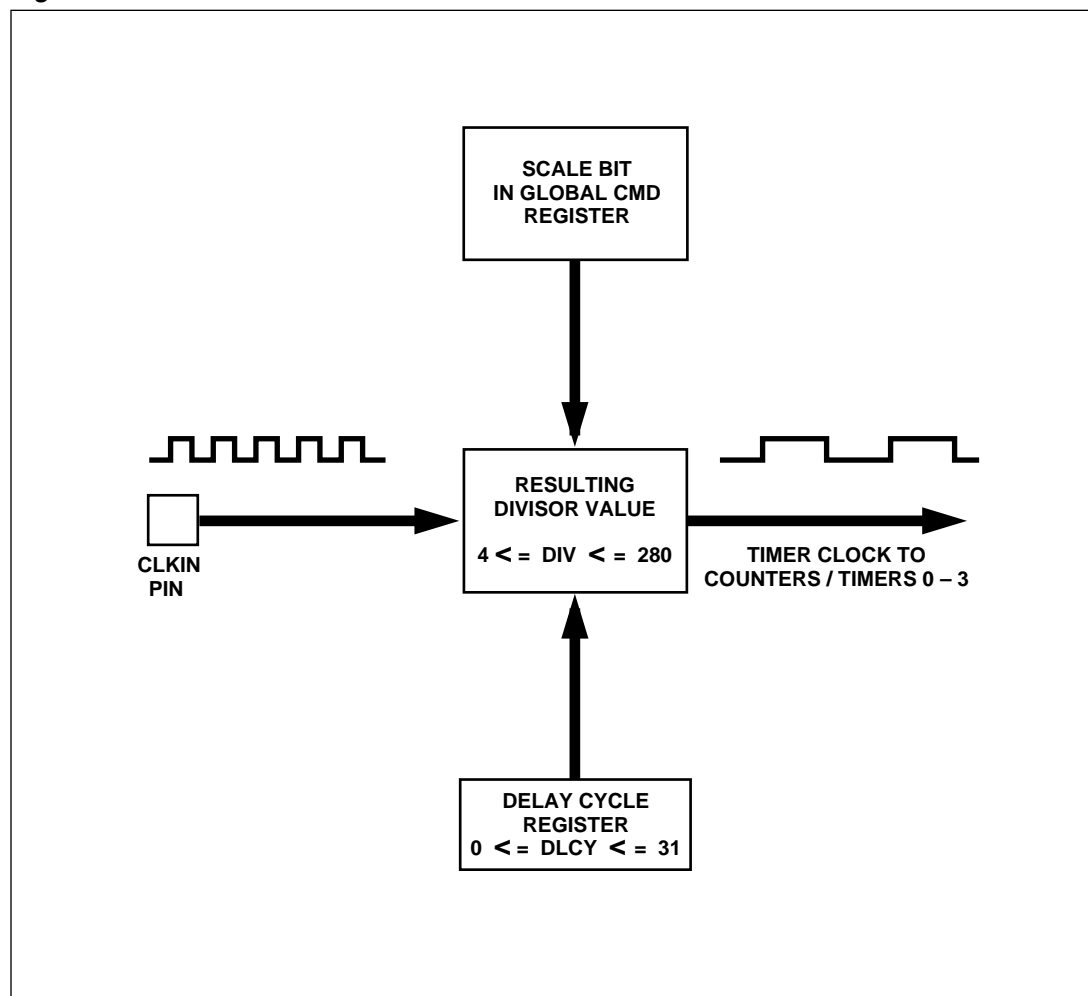 SCALE BIT
IN GLOBAL CMD
REGISTER
RESULTING
DIVISOR VALUE
4 < = DIV < = 280
CLKIN
PIN
TIMER CLOCK TO
COUNTERS / TIMERS 0 – 3
DELAY CYCLE
REGISTER
0 < = DLCY < = 31